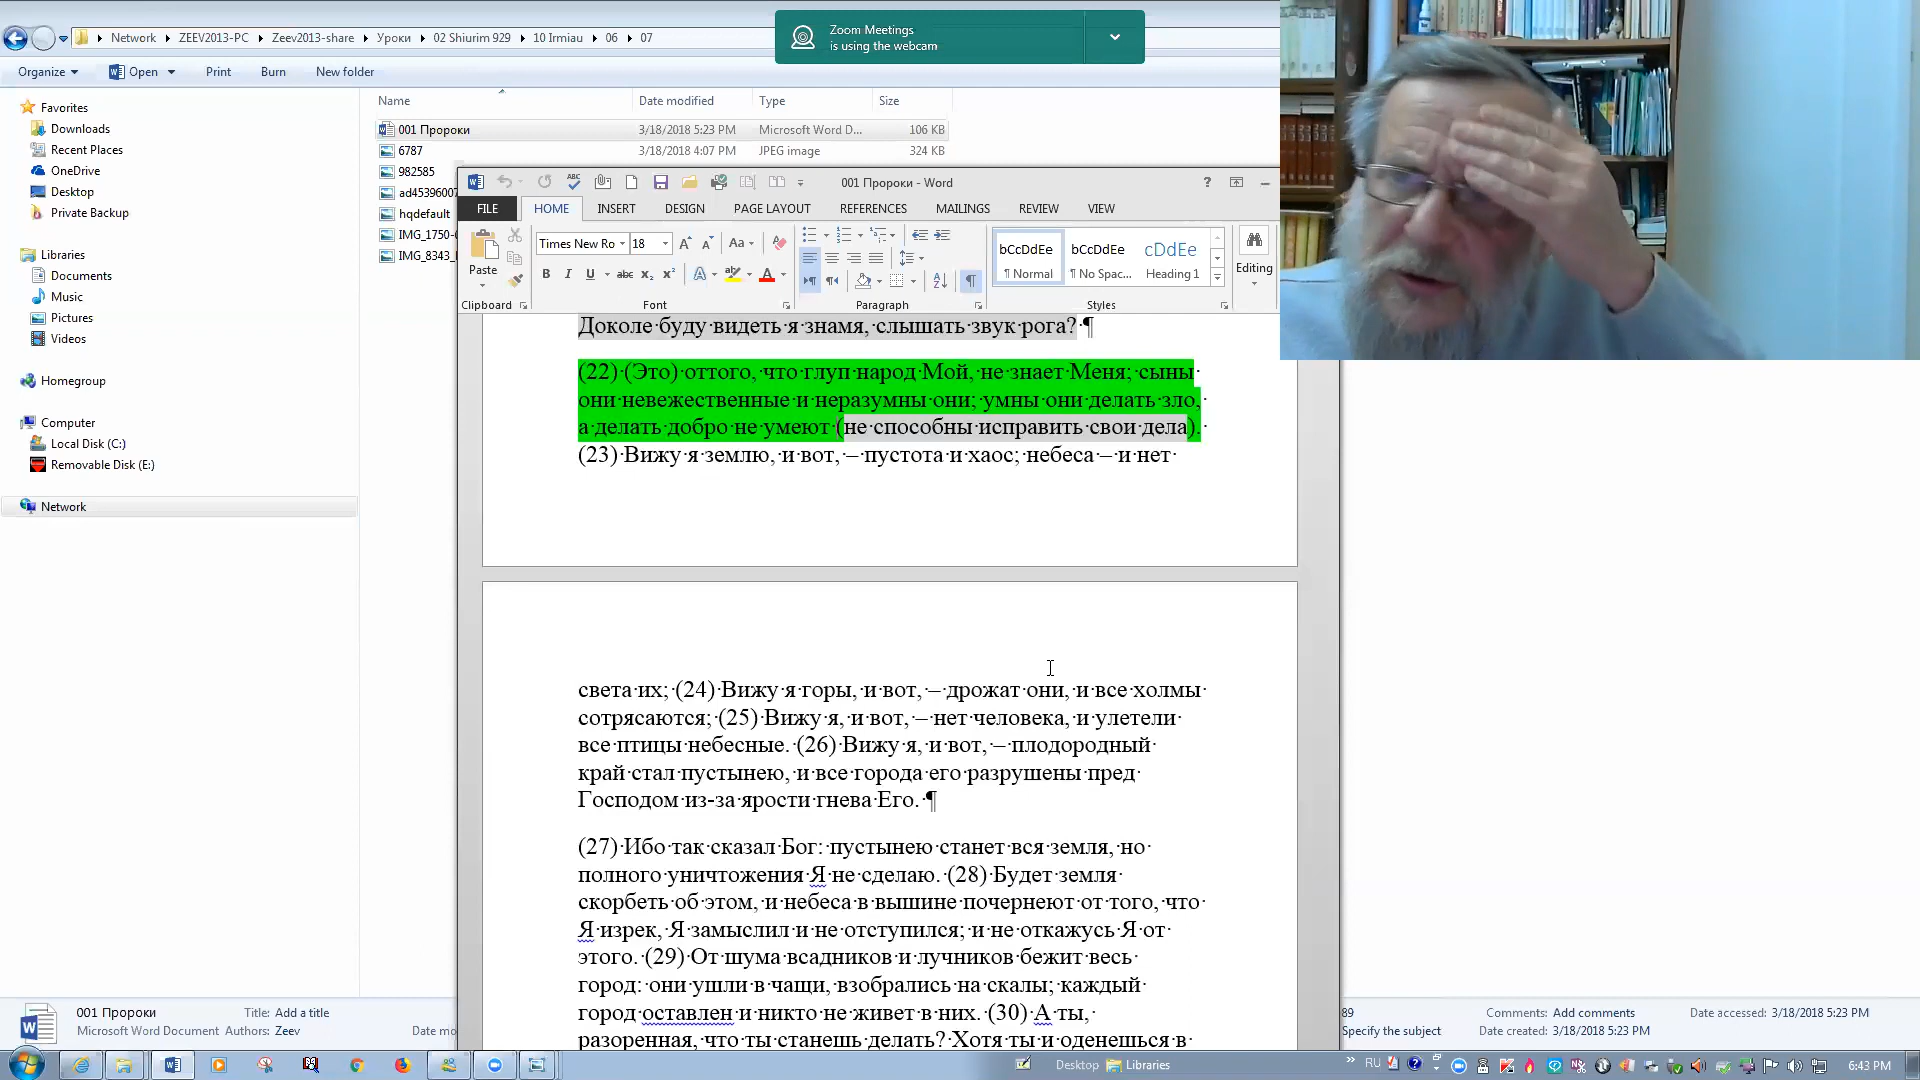 Network ▸ ZEEV2013-PC ▸ Zeev2013-share ▸ Уроки ▸ 02 Shiurim 929 ▸ 10 Irmiau ▸ 06 ▸ 07
Zoom Meetings
is using the webcam
Organize Open Print Burn New folder
Favorites
Downloads
Recent Places
OneDrive
Desktop
Private Backup
Libraries
Documents
Music
Pictures
Videos
Homegroup
Computer
Local Disk (C:)
Removable Disk (E:)
Network
Name Date modified Type Size
001 Пророки 3/18/2018 5:23 PM Microsoft Word D... 106 KB
6787 3/18/2018 4:07 PM JPEG image 324 KB
982585
ad45396007
hqdefault
IMG_1750-
IMG_8343_
001 Пророки - Word
FILE HOME INSERT DESIGN PAGE LAYOUT REFERENCES MAILINGS REVIEW VIEW
Paste
Times New Ro 18
Clipboard Font Paragraph Styles
bCcDdEe bCcDdEe cDdEe
¶ Normal ¶ No Spac... Heading 1
Editing
Доколе буду видеть я знамя, слышать звук рога? ¶
(22) (Это) оттого, что глуп народ Мой, не знает Меня; сыны
они невежественные и неразумны они; умны они делать зло,
а делать добро не умеют (не способны исправить свои дела).
(23) Вижу я землю, и вот, – пустота и хаос; небеса – и нет
света их; (24) Вижу я горы, и вот, – дрожат они, и все холмы
сотрясаются; (25) Вижу я, и вот, – нет человека, и улетели
все птицы небесные. (26) Вижу я, и вот, – плодородный
край стал пустынею, и все города его разрушены пред
Господом из-за ярости гнева Его. ¶
(27) Ибо так сказал Бог: пустынею станет вся земля, но
полного уничтожения Я не сделаю. (28) Будет земля
скорбеть об этом, и небеса в вышине почернеют от того, что
Я изрек, Я замыслил и не отступился; и не откажусь Я от
этого. (29) От шума всадников и лучников бежит весь
город: они ушли в чащи, взобрались на скалы; каждый
город оставлен и никто не живет в них. (30) А ты,
разоренная, что ты станешь делать? Хотя ты и оденешься в
001 Пророки Title: Add a title
Microsoft Word Document Authors: Zeev Date mo
89 Comments: Add comments Date accessed: 3/18/2018 5:23 PM
Specify the subject Date created: 3/18/2018 5:23 PM
Desktop Libraries RU 6:43 PM